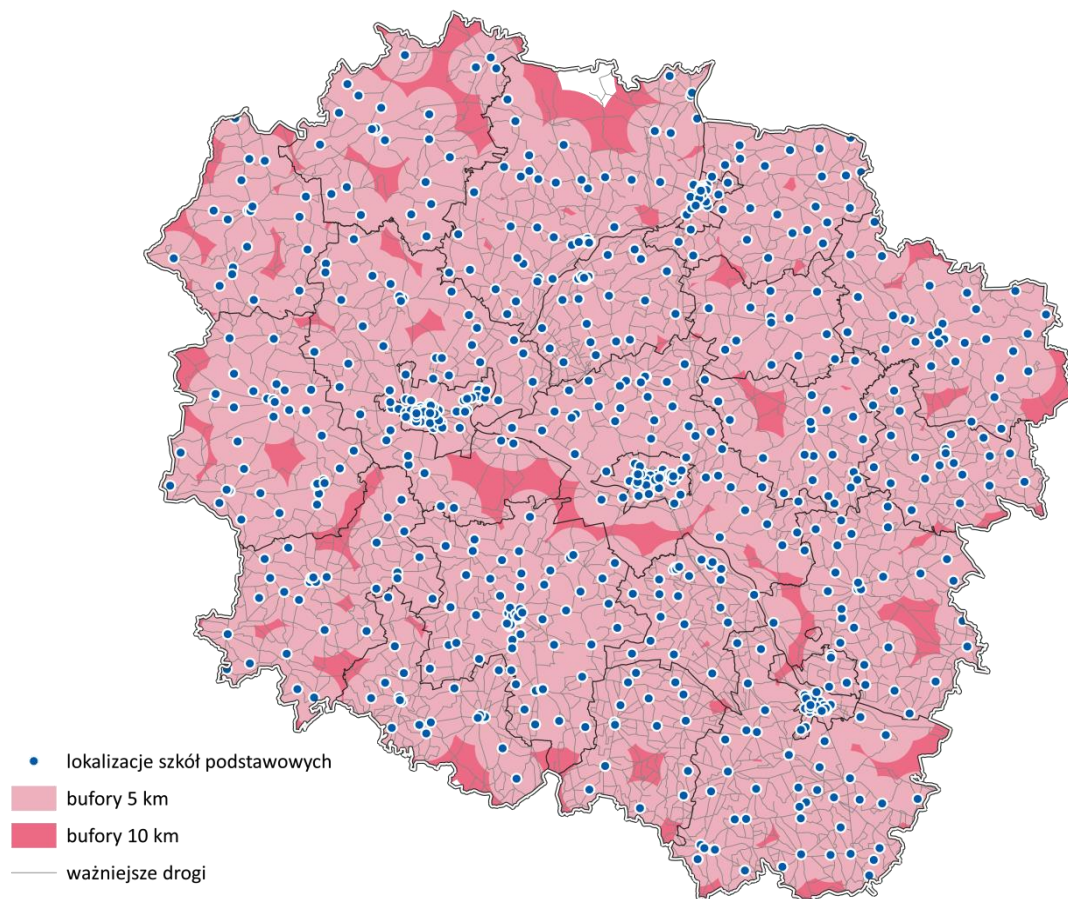 lokalizacje szkół podstawowych
bufory 5 km
bufory 10 km
ważniejsze drogi